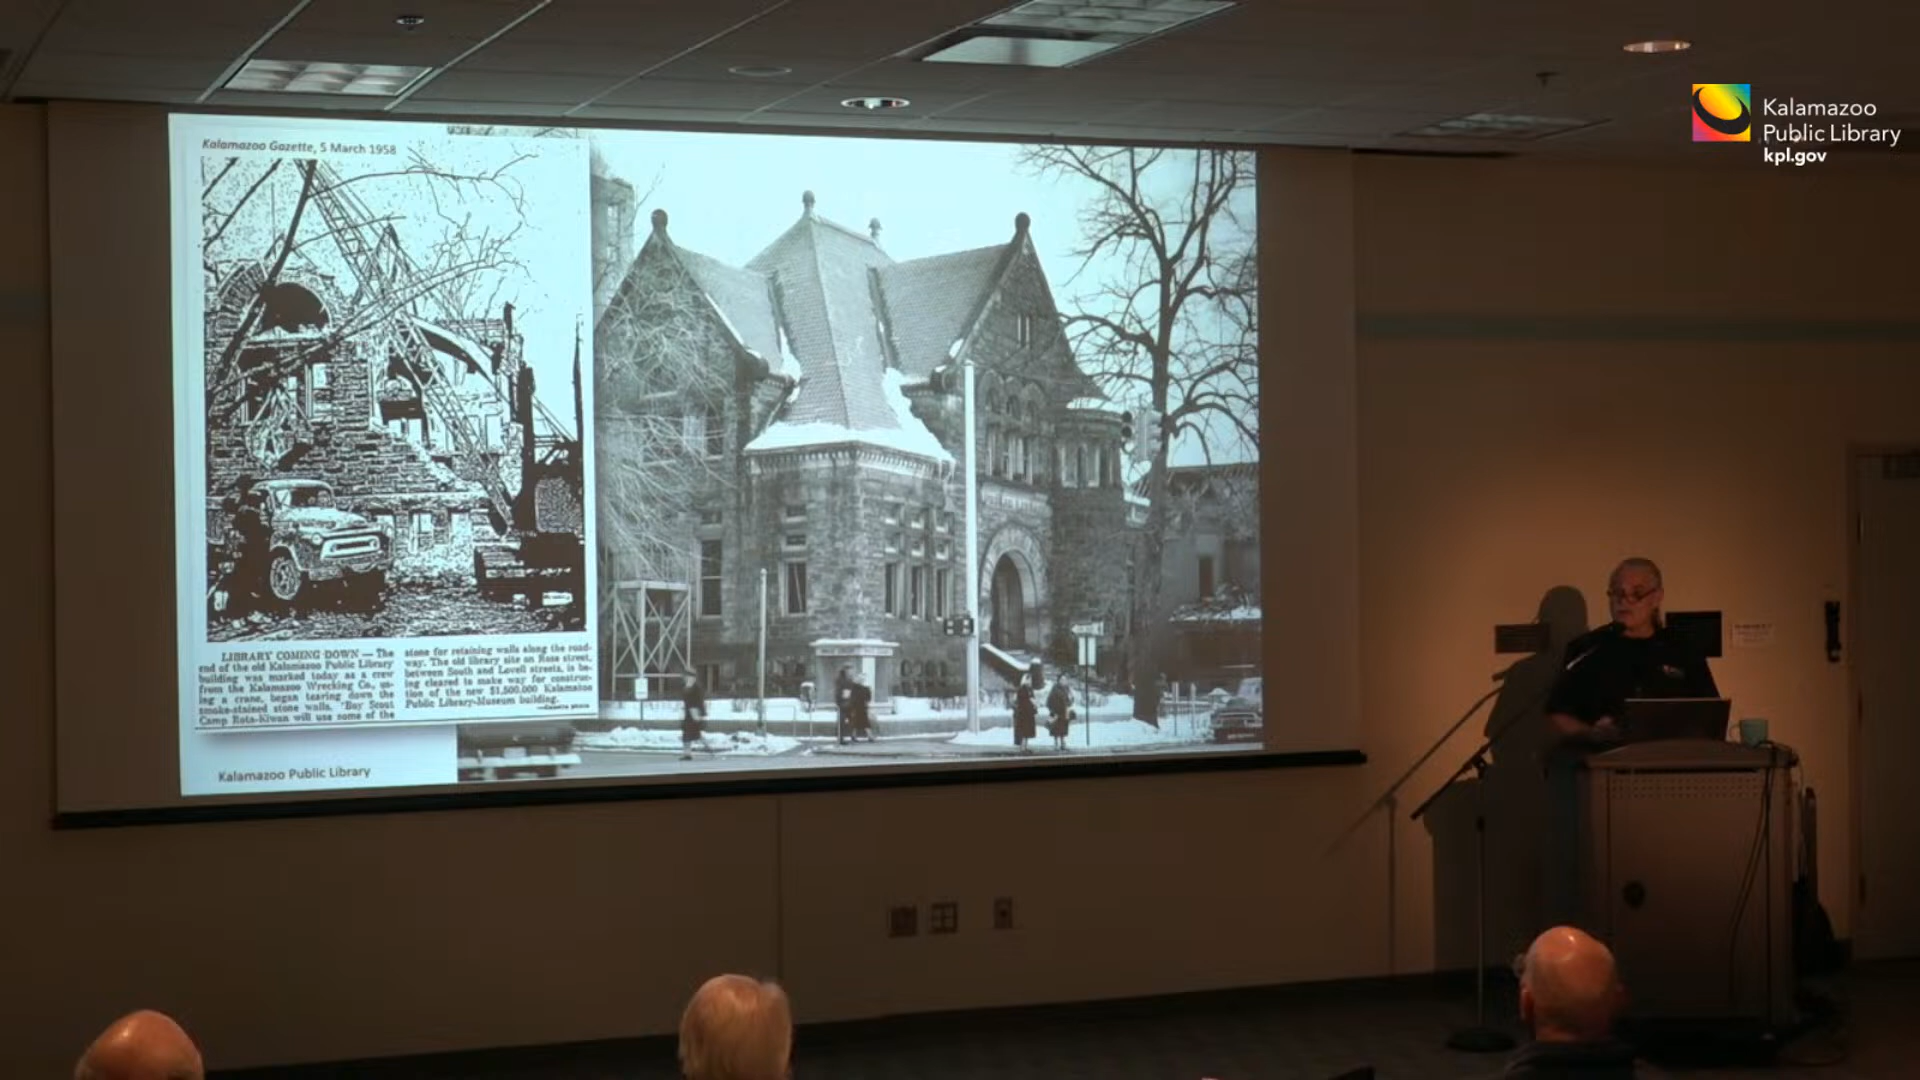 Kalamazoo
Public Library
kpl.gov
Kalamazoo Gazette, 5 March 1958
LIBRARY COMING DOWN — The
end of the old Kalamazoo Public Library
building was marked today as a crew
from the Kalamazoo Wrecking Co., us-
ing a crane, began tearing down the
smoke-stained stone walls. Boy Scout
Camp Rota-Kiwan will use some of the
stone for retaining walls along the road-
way. The old library site on Rose street,
between South and Lovell streets, is be-
ing cleared to make way for construc-
tion of the new $1,500,000 Kalamazoo
Public Library-Museum building.
—Gazette photo
Kalamazoo Public Library